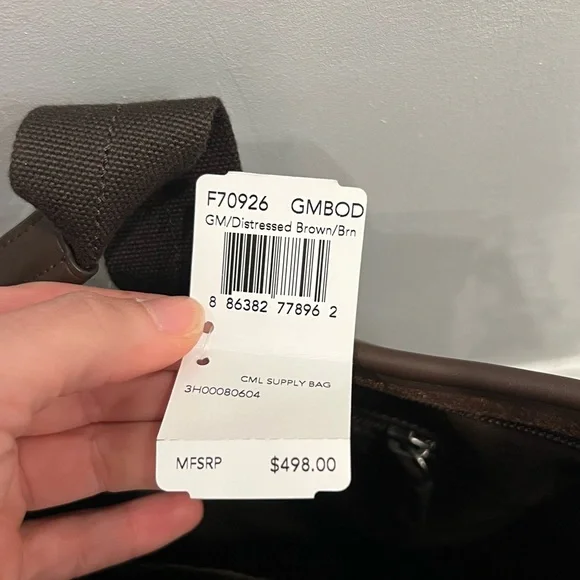 F70926 GMBOD
GM/Distressed Brown/Brn
8 86382 77896 2
CML SUPPLY BAG
3H00080604
MFSRP $498.00